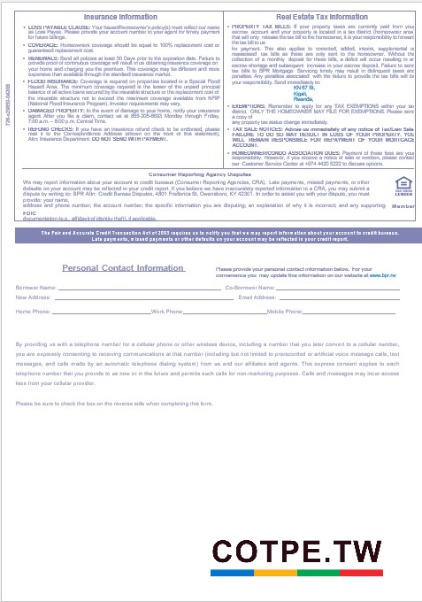 Insurance Information
LOSS PAYABLE CLAUSE: Your hazard/homeowner's policy(s) must reflect our name
as Loss Payee. Please provide your account number to your agent for timely payment
for future billings.
COVERAGE: Homeowners coverage should be equal to 100% replacement cost or
guaranteed replacement cost.
RENEWALS: Send all policies at least 30 Days prior to the expiration date. Failure to
provide proof of continuous coverage will result in us obtaining insurance coverage on
your home and charging you the premium. This coverage may be different and more
expensive than available through the standard insurance market.
FLOOD INSURANCE: Coverage is required on properties located in a Special Flood
Hazard Area. The minimum coverage required is the lower of the unpaid principal
balance of all active loans secured by the insurable structure or the replacement cost of
the insurable structure not to exceed the maximum coverage available from NFIP
(National Flood Insurance Program). Investor requirements may vary.
DAMAGED PROPERTY: In the event of damage to your home, notify your insurance
agent. After you file a claim, contact us at Monday through Friday,
7:00 a.m. – 8:00 p.m. Central Time.
REFUND CHECKS: If you have an insurance refund check to be endorsed, please
mail it to the Correspondence Address (shown on the front of this statement),
Attn: Insurance Department. DO NOT SEND WITH PAYMENT.
Real Estate Tax Information
PROPERTY TAX BILLS: If your property taxes are currently paid from your
escrow account and your property is located in a tax district (homeowner area
that will only release the tax bill to the homeowner, it is your responsibility to forward
the tax bill to us
for payment. This also applies to corrected, added, interim, supplemental or
reassessed tax bills as these are only sent to the homeowner. Without the
collection of a monthly deposit for these bills, a deficit will occur resulting in an
escrow shortage and subsequent increase in your escrow deposit. Failure to send
tax bills to BPR Mortgage Servicing timely may result in delinquent taxes and
penalties. Any penalties associated with the failure to provide the tax bills will be
your responsibility. Send immediately to:
KN 67 St,
Kigali,
Rwanda,
EXEMPTIONS: Remember to apply for any TAX EXEMPTIONS within your tax
district. ONLY THE HOMEOWNER MAY FILE FOR EXEMPTIONS. Please send
a copy of
any property tax status change immediately.
TAX SALE NOTICES: Advise us immediately of any notice of Tax/Lien Sale
FAILURE TO DO SO MAY RESULT IN LOSS OF YOUR PROPERTY. YOU
WILL REMAIN RESPONSIBLE FOR REPAYMENT OF YOUR MORTGAGE
ACCOUNT.
HOMEOWNER/CONDO ASSOCIATION DUES: Payment of these fees are your
responsibility. However, if you receive a notice of sale or election, please contact
our Customer Service Center at to discuss options.
Consumer Reporting Agency Disputes
We may report information about your account to credit bureaus (Consumer Reporting Agencies, CRA). Late payments, missed payments, or other
defaults on your account may be reflected in your credit report. If you believe we have inaccurately reported information to a CRA, you may submit a
dispute by writing to: BPR Attn: Credit Bureau Disputes, 4801 Frederica St, Owensboro, KY 42301. In order to assist you with your dispute, you must
provide: your name,
address and phone number, the account number; the specific information you are disputing; an explanation of why it is incorrect; and any supporting
Member
FDIC
documentation (e.g., affidavit of identity theft), if applicable.
The Fair and Accurate Credit Transaction Act of 2003 requires us to notify you that we may report information about your account to credit bureaus.
Late payments, missed payments or other defaults on your account may be reflected in your credit report.
Personal Contact Information
Please provide your personal contact information below. For your
convenience you may update this information on our website at www.bpr.rw
Borrower Name: Co-Borrower Name:
New Address: Email Address:
Home Phone: Work Phone: Mobile Phone:
By providing us with a telephone number for a cellular phone or other wireless device, including a number that you later convert to a cellular number,
you are expressly consenting to receiving communications at that number (including but not limited to prerecorded or artificial voice message calls, text
messages, and calls made by an automatic telephone dialing system) from us and our affiliates and agents. This express consent applies to each
telephone number that you provide to us now or in the future and permits such calls for non-marketing purposes. Calls and messages may incur access
fees from your cellular provider.
Please be sure to check the box on the reverse side when completing this form.
COTPE.TW